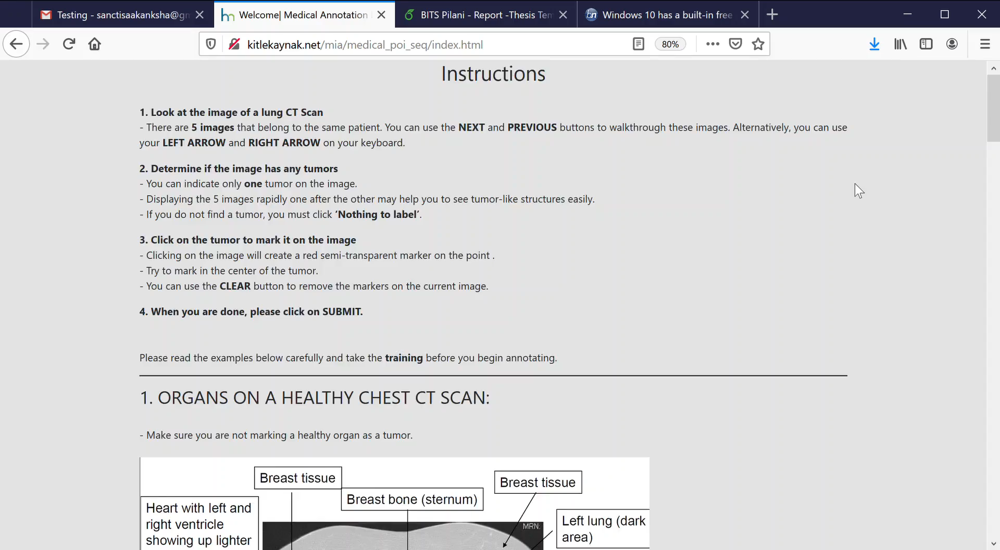 Testing - sanctisaakanksha@gm
Welcome| Medical Annotation
BITS Pilani - Report -Thesis Tem
bn Windows 10 has a built-in free
kitlekaynak.net/mia/medical_poi_seq/index.html
80%
Instructions
1. Look at the image of a lung CT Scan
- There are 5 images that belong to the same patient. You can use the NEXT and PREVIOUS buttons to walkthrough these images. Alternatively, you can use
your LEFT ARROW and RIGHT ARROW on your keyboard.
2. Determine if the image has any tumors
- You can indicate only one tumor on the image.
- Displaying the 5 images rapidly one after the other may help you to see tumor-like structures easily.
- If you do not find a tumor, you must click ‘Nothing to label’.
3. Click on the tumor to mark it on the image
- Clicking on the image will create a red semi-transparent marker on the point .
- Try to mark in the center of the tumor.
- You can use the CLEAR button to remove the markers on the current image.
4. When you are done, please click on SUBMIT.
Please read the examples below carefully and take the training before you begin annotating.
1. ORGANS ON A HEALTHY CHEST CT SCAN:
- Make sure you are not marking a healthy organ as a tumor.
Breast tissue
Breast tissue
Breast bone (sternum)
Heart with left and
right ventricle
showing up lighter
Left lung (dark
area)
MRN: